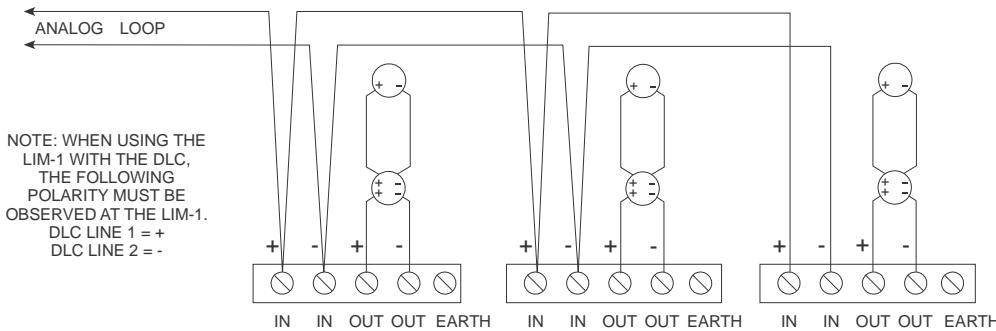 ANALOG LOOP
NOTE: WHEN USING THE
LIM-1 WITH THE DLC,
THE FOLLOWING
POLARITY MUST BE
OBSERVED AT THE LIM-1.
DLC LINE 1 = +
DLC LINE 2 = -
+ -
+ -
+ -
+ -
+ -
+ -
+ -
+ -
+ -
+ - + - + - + - + - + -
IN IN OUT OUT EARTH IN IN OUT OUT EARTH IN IN OUT OUT EARTH